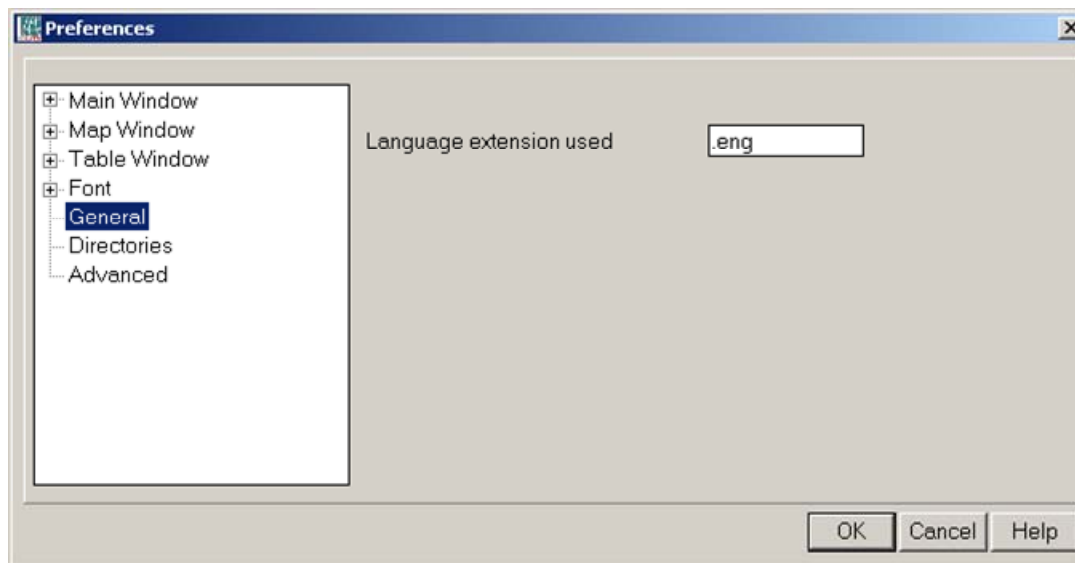 Preferences
Main Window
Map Window
Table Window
Font
General
Directories
Advanced
Language extension used .eng
OK Cancel Help